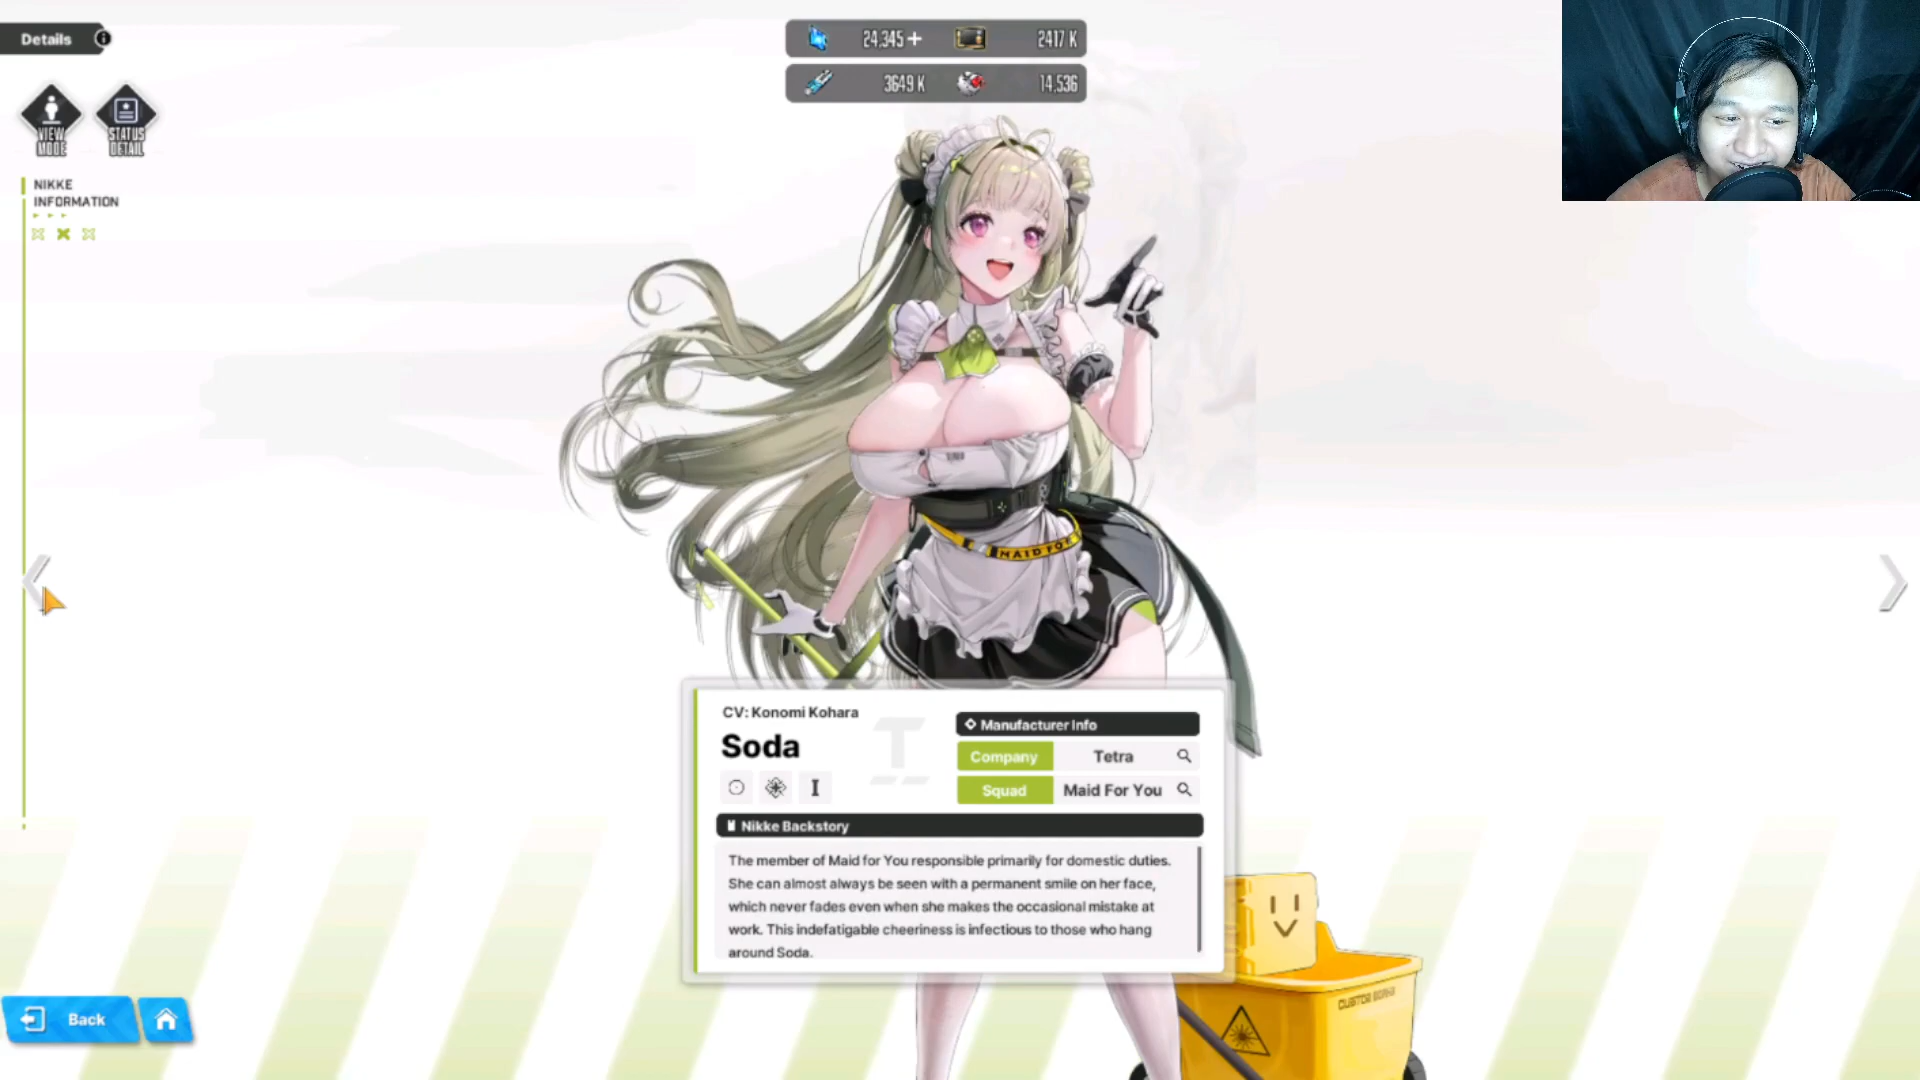 Details
24,345
2417 K
3649 K
14,536
VIEW
MODE
STATUS
DETAIL
NIKKE
INFORMATION
MAID FOR
CV: Konomi Kohara
Soda
Manufacturer Info
Company Tetra
Squad Maid For You
Nikke Backstory
The member of Maid for You responsible primarily for domestic duties.
She can almost always be seen with a permanent smile on her face,
which never fades even when she makes the occasional mistake at
work. This indefatigable cheeriness is infectious to those who hang
around Soda.
Back